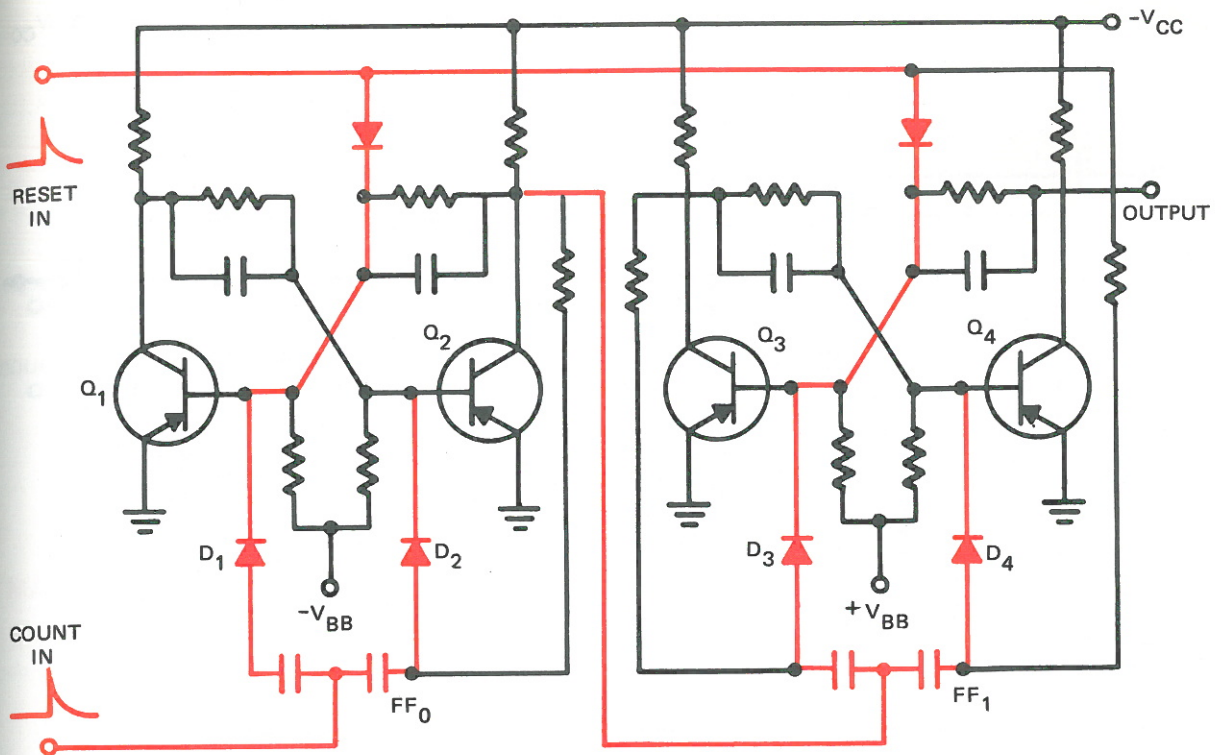 -VCC
RESET
IN
OUTPUT
Q1
Q2
Q3
Q4
D1
D2
D3
D4
-VBB
+VBB
COUNT
IN
FF0
FF1